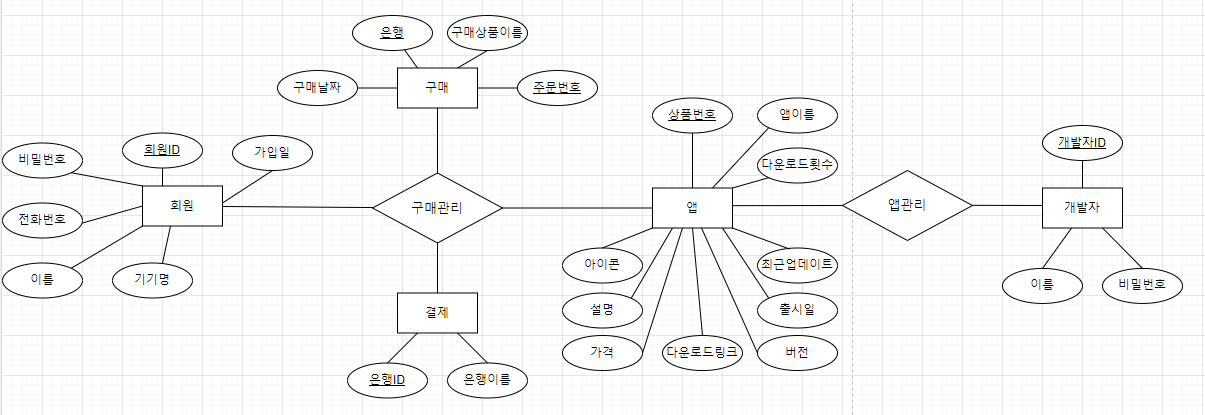 은행
구매상품이름
구매날짜
구매
주문번호
상품번호
앱이름
비밀번호
회원ID
가입일
다운로드횟수
개발자ID
회원
구매관리
앱
앱관리
개발자
전화번호
이름
기기명
아이콘
최근업데이트
이름
비밀번호
결제
설명
출시일
가격
다운로드링크
버전
은행ID
은행이름